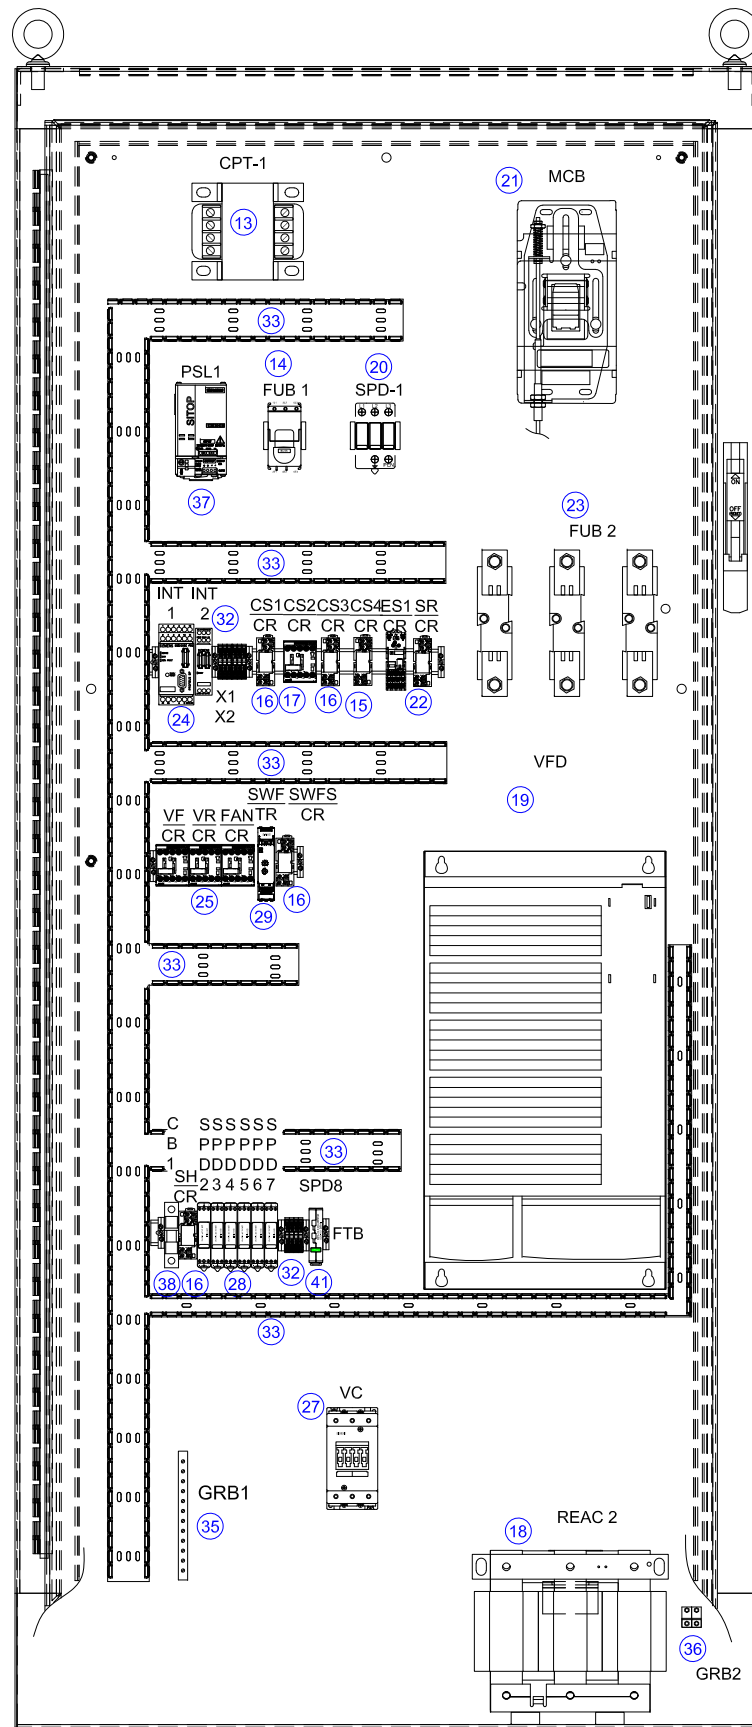 CPT-1
MCB
21
13
33
14
20
PSL1
FUB 1
SPD-1
SITOP
37
23
FUB 2
ON
OFF
33
INT
1
INT
2
32
CS1
CR
CS2
CR
CS3
CR
CS4
CR
ES1
CR
SR
CR
X1
X2
24
16
17
16
15
22
33
VFD
19
SWF
TR
SWFS
CR
VF
CR
VR
CR
FAN
CR
25
29
16
33
C
B
1
SSSSSS
PPPPPP
DDDDDD
2 3 4 5 6 7
33
SH
CR
SPD8
FTB
38
16
28
32
41
33
VC
27
GRB1
35
REAC 2
18
36
GRB2